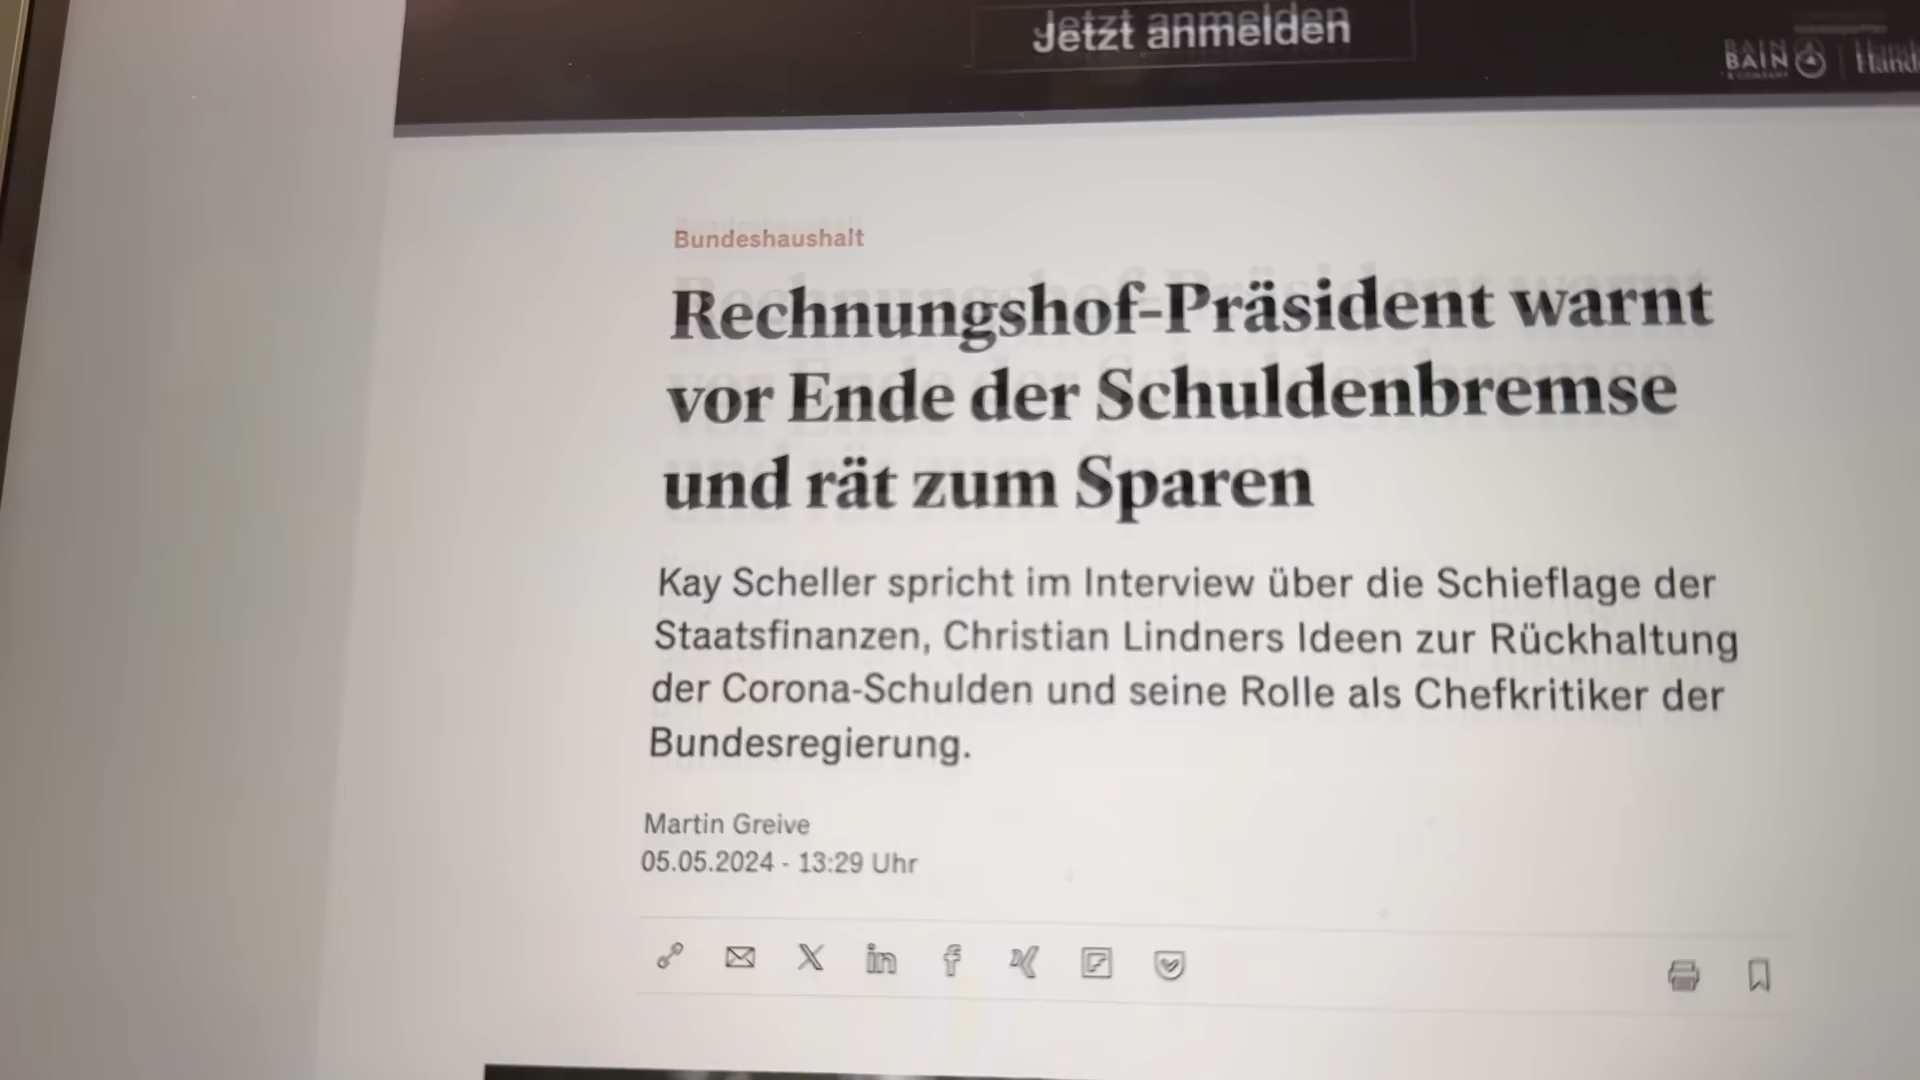 Jetzt anmelden
BAIN
BAIN
& COMPANY
Bundeshaushalt
Rechnungshof-Präsident warnt
vor Ende der Schuldenbremse
und rät zum Sparen
Kay Scheller spricht im Interview über die Schieflage der
Staatsfinanzen, Christian Lindners Ideen zur Rückhaltung
der Corona-Schulden und seine Rolle als Chefkritiker der
Bundesregierung.
Martin Greive
05.05.2024 - 13:29 Uhr